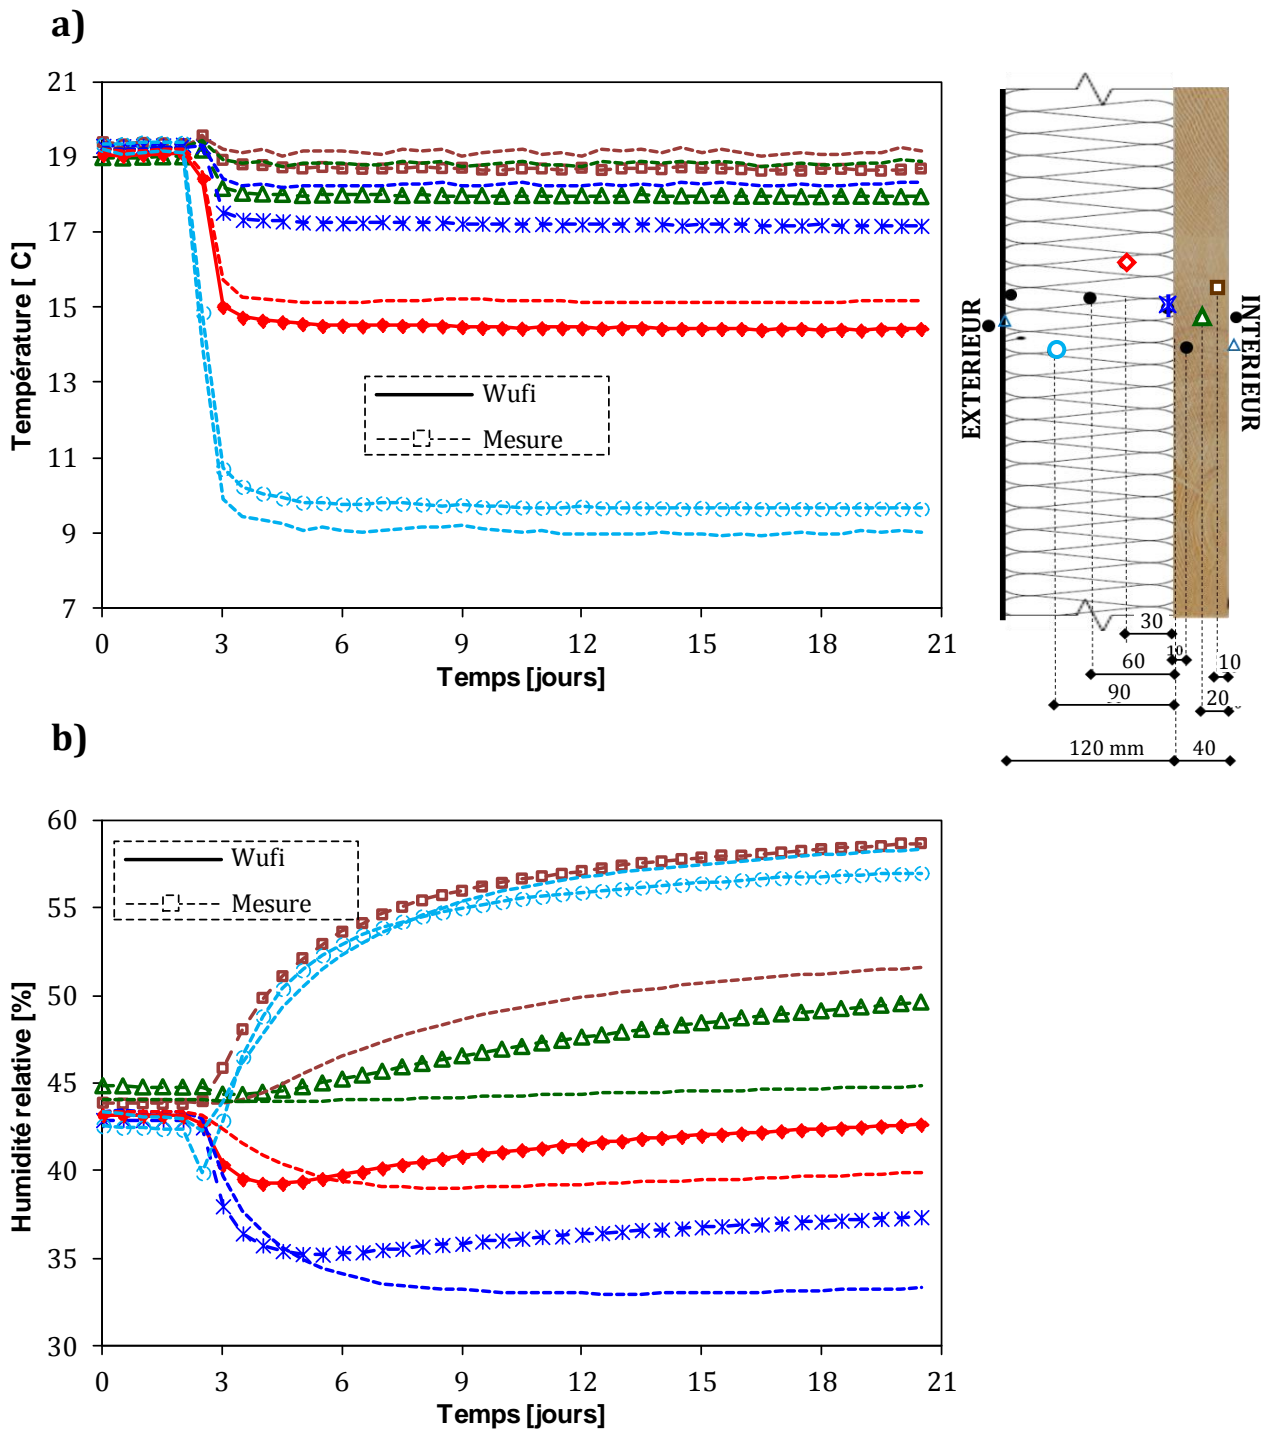 a)
21
19
17
15
13
11
9
7
Température [ C]
Wufi
Mesure
0 3 6 9 12 15 18 21
Temps [jours]
EXTERIEUR
INTERIEUR
30
10
60
10
90
20
120 mm
40
b)
60
55
50
45
40
35
30
Humidité relative [%]
Wufi
Mesure
0 3 6 9 12 15 18 21
Temps [jours]